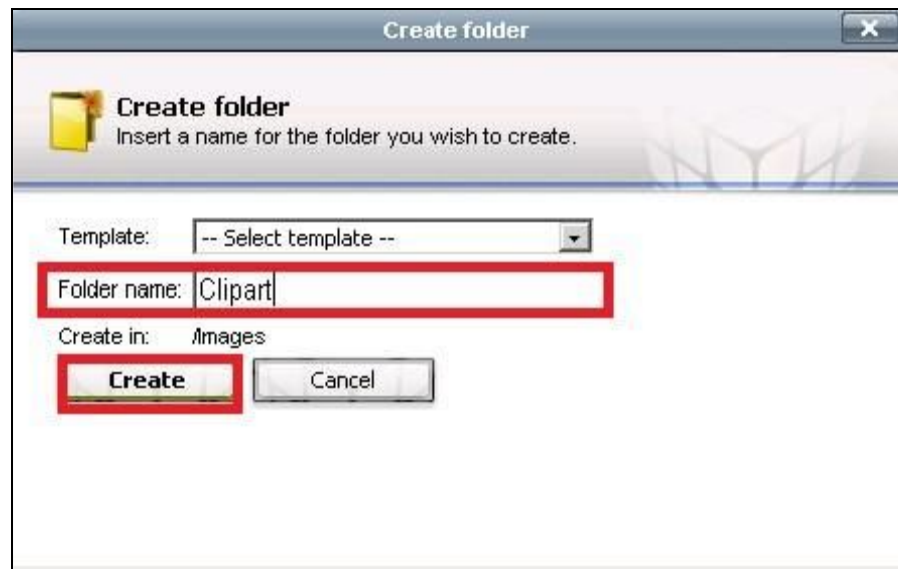 Create folder
Create folder
Insert a name for the folder you wish to create.
Template: -- Select template --
Folder name: Clipart
Create in: /Images
Create Cancel